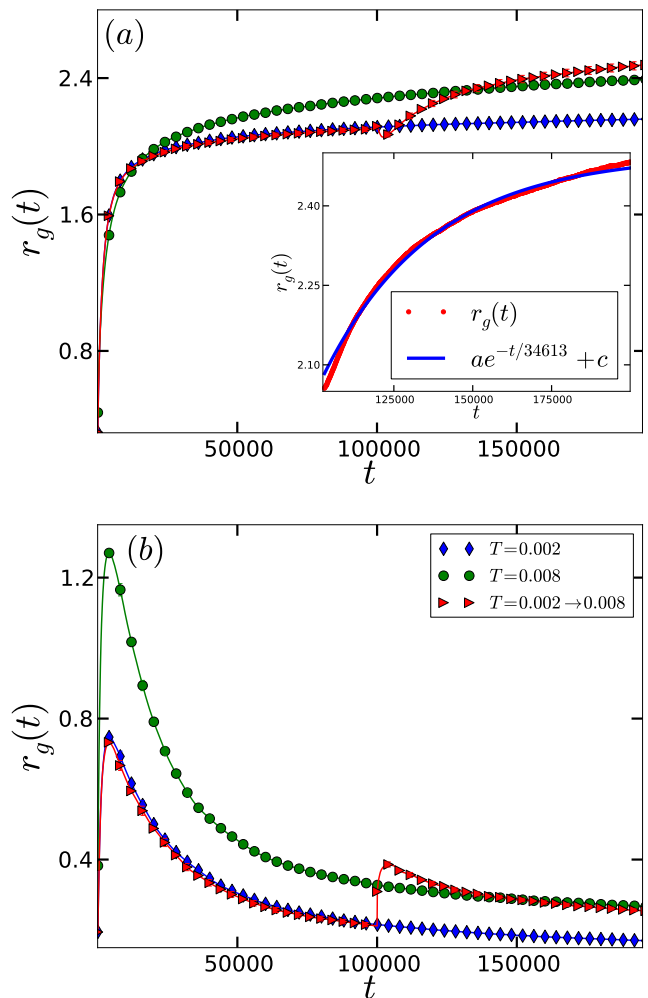 (a)
2.4
1.6
0.8
r_g(t)
2.40
2.25
2.10
r_g(t)
r_g(t)
ae^{-t/34613} + c
125000 150000 175000
t
50000 100000 150000
t
(b)
T=0.002
T=0.008
T=0.002→0.008
1.2
0.8
0.4
r_g(t)
50000 100000 150000
t